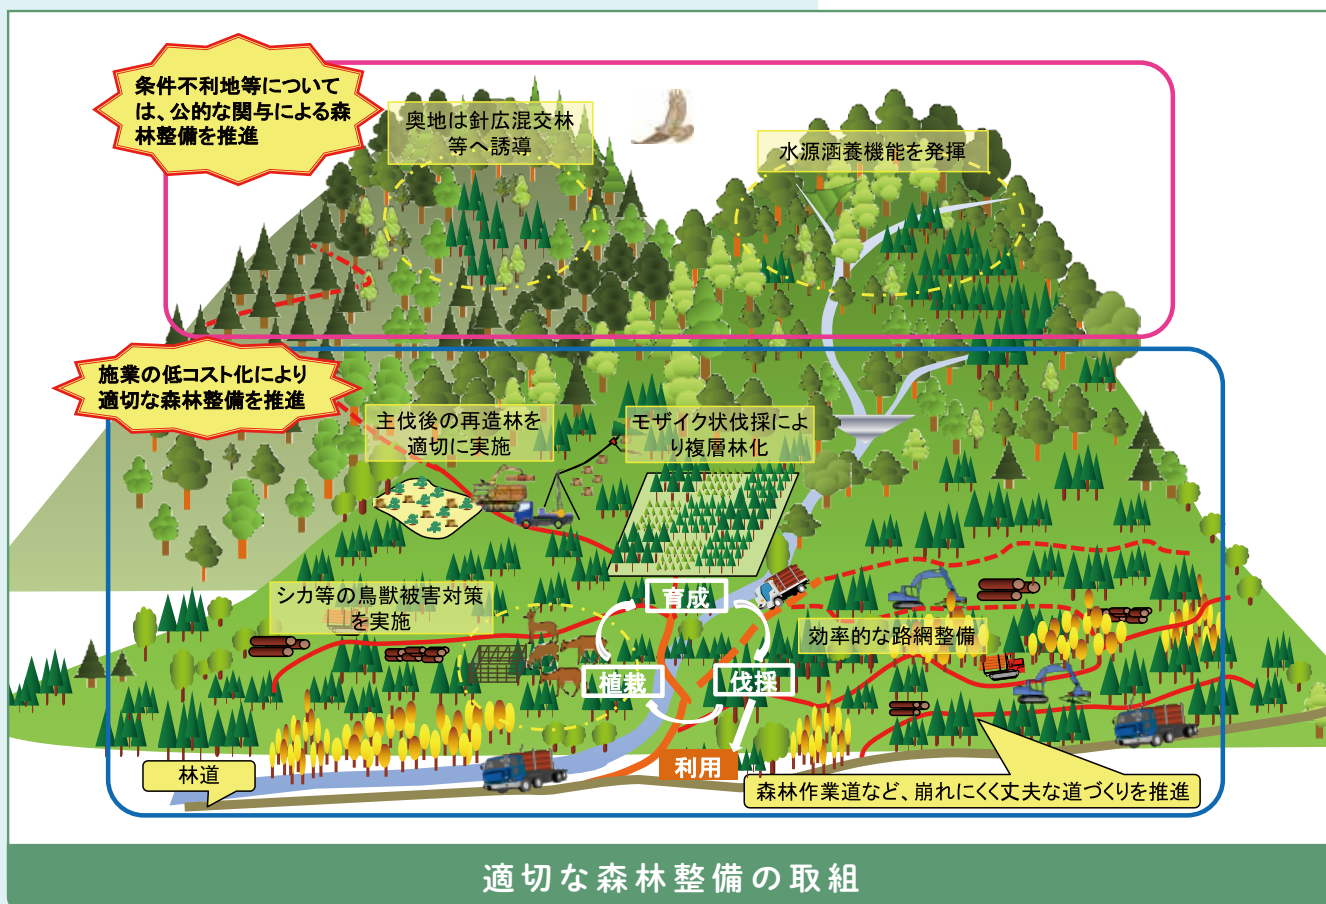 条件不利地等について
は、公的な関与による森
林整備を推進
奥地は針広混交林
等へ誘導
水源涵養機能を発揮
施業の低コスト化により
適切な森林整備を推進
主伐後の再造林を
適切に実施
モザイク状伐採によ
り複層林化
シカ等の鳥獣被害対策
を実施
育成
植栽
伐採
利用
効率的な路網整備
林道
森林作業道など、崩れにくく丈夫な道づくりを推進
適切な森林整備の取組